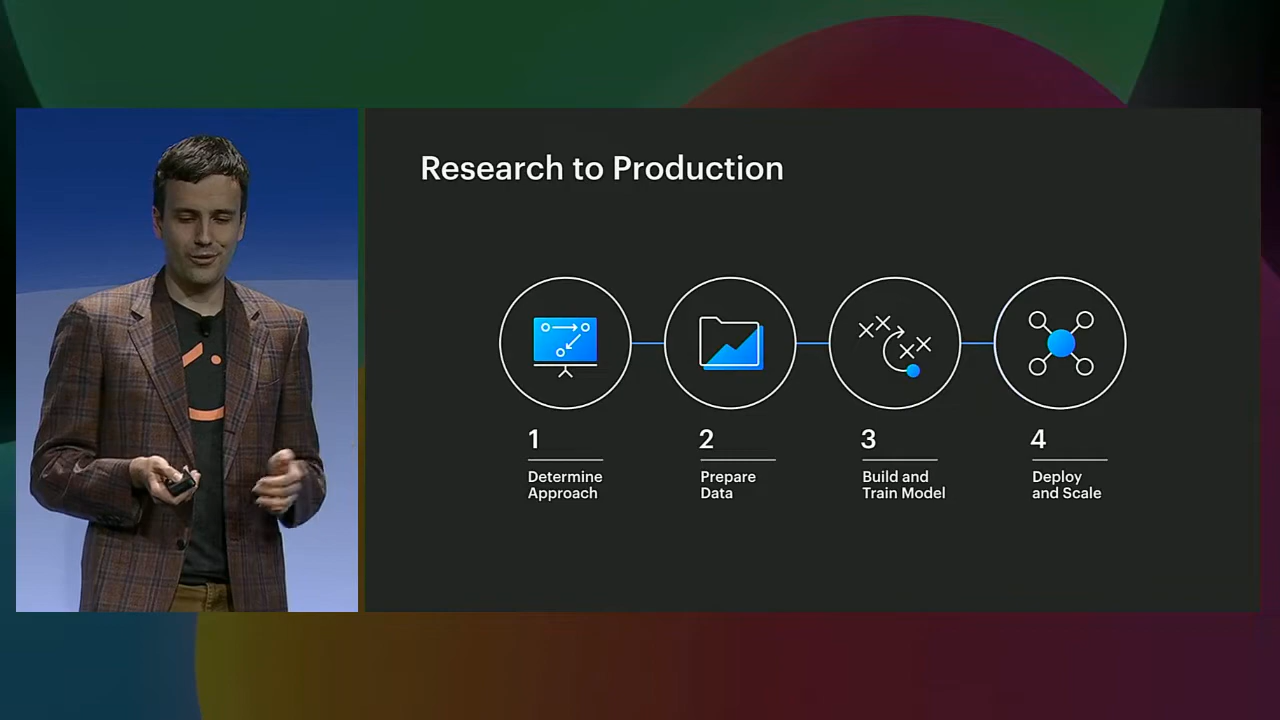 Research to Production
1
2
3
4
Determine
Approach
Prepare
Data
Build and
Train Model
Deploy
and Scale